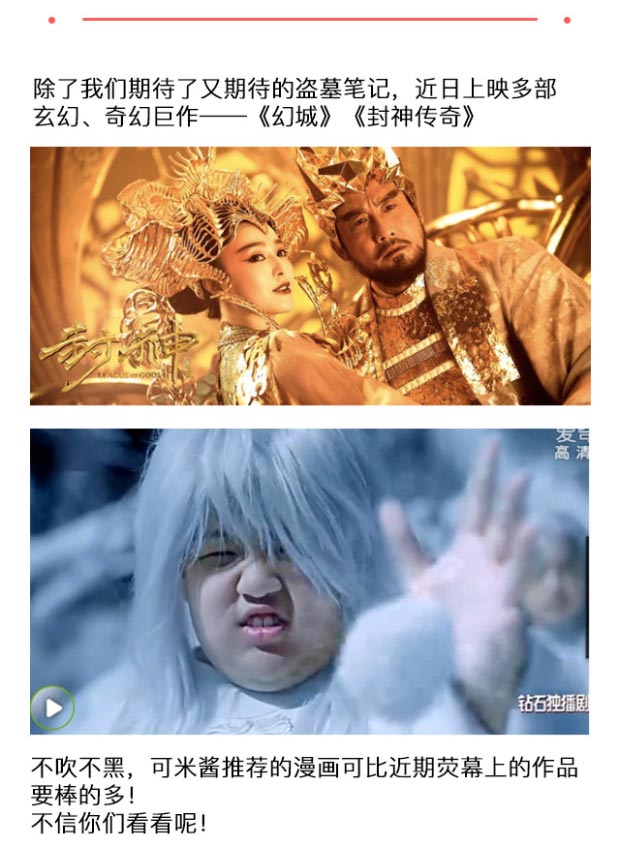 除了我们期待了又期待的盗墓笔记，近日上映多部
玄幻、奇幻巨作——《幻城》《封神传奇》
封神
LEAGUE OF GODS
高清
钻石独播剧
不吹不黑，可米酱推荐的漫画可比近期荧幕上的作品
要棒的多！
不信你们看看呢！